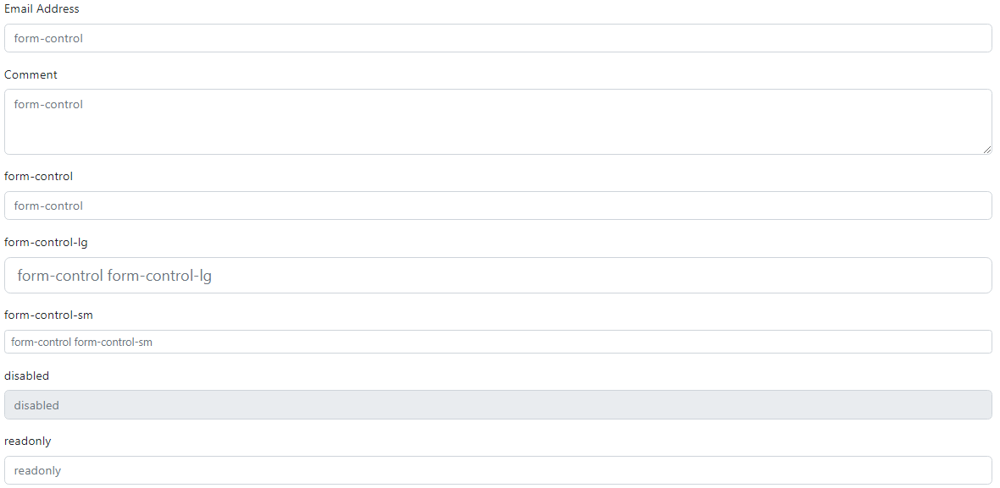 Email Address
form-control
Comment
form-control
form-control
form-control
form-control-lg
form-control form-control-lg
form-control-sm
form-control form-control-sm
disabled
disabled
readonly
readonly